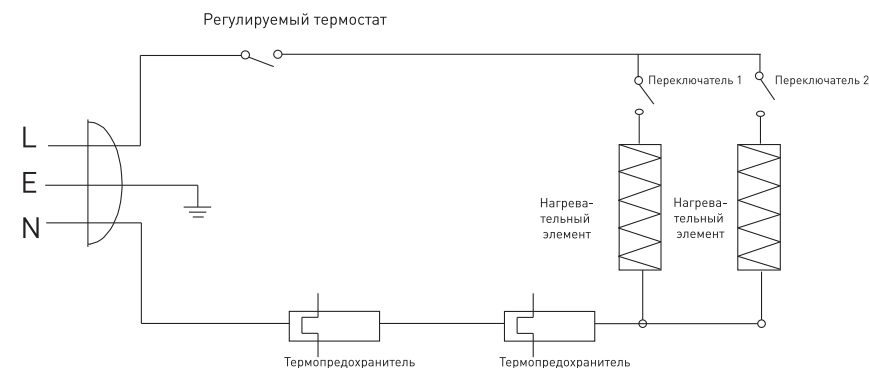 Регулируемый термостат
Переключатель 1
Переключатель 2
L
E
N
Нагрева-
тельный
элемент
Нагрева-
тельный
элемент
Термопредохранитель
Термопредохранитель